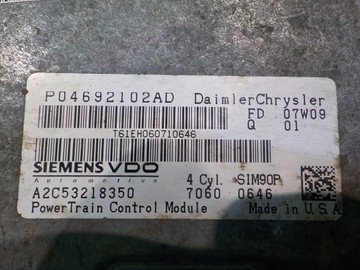 P04692102AD DaimlerChrysler
FD 07W09
Q 01
T61EH060710646
SIEMENS VDO
Automotive
4 Cyl. SIM90P
A2C53218350 7060 0646
PowerTrain Control Module Made in U.S.A